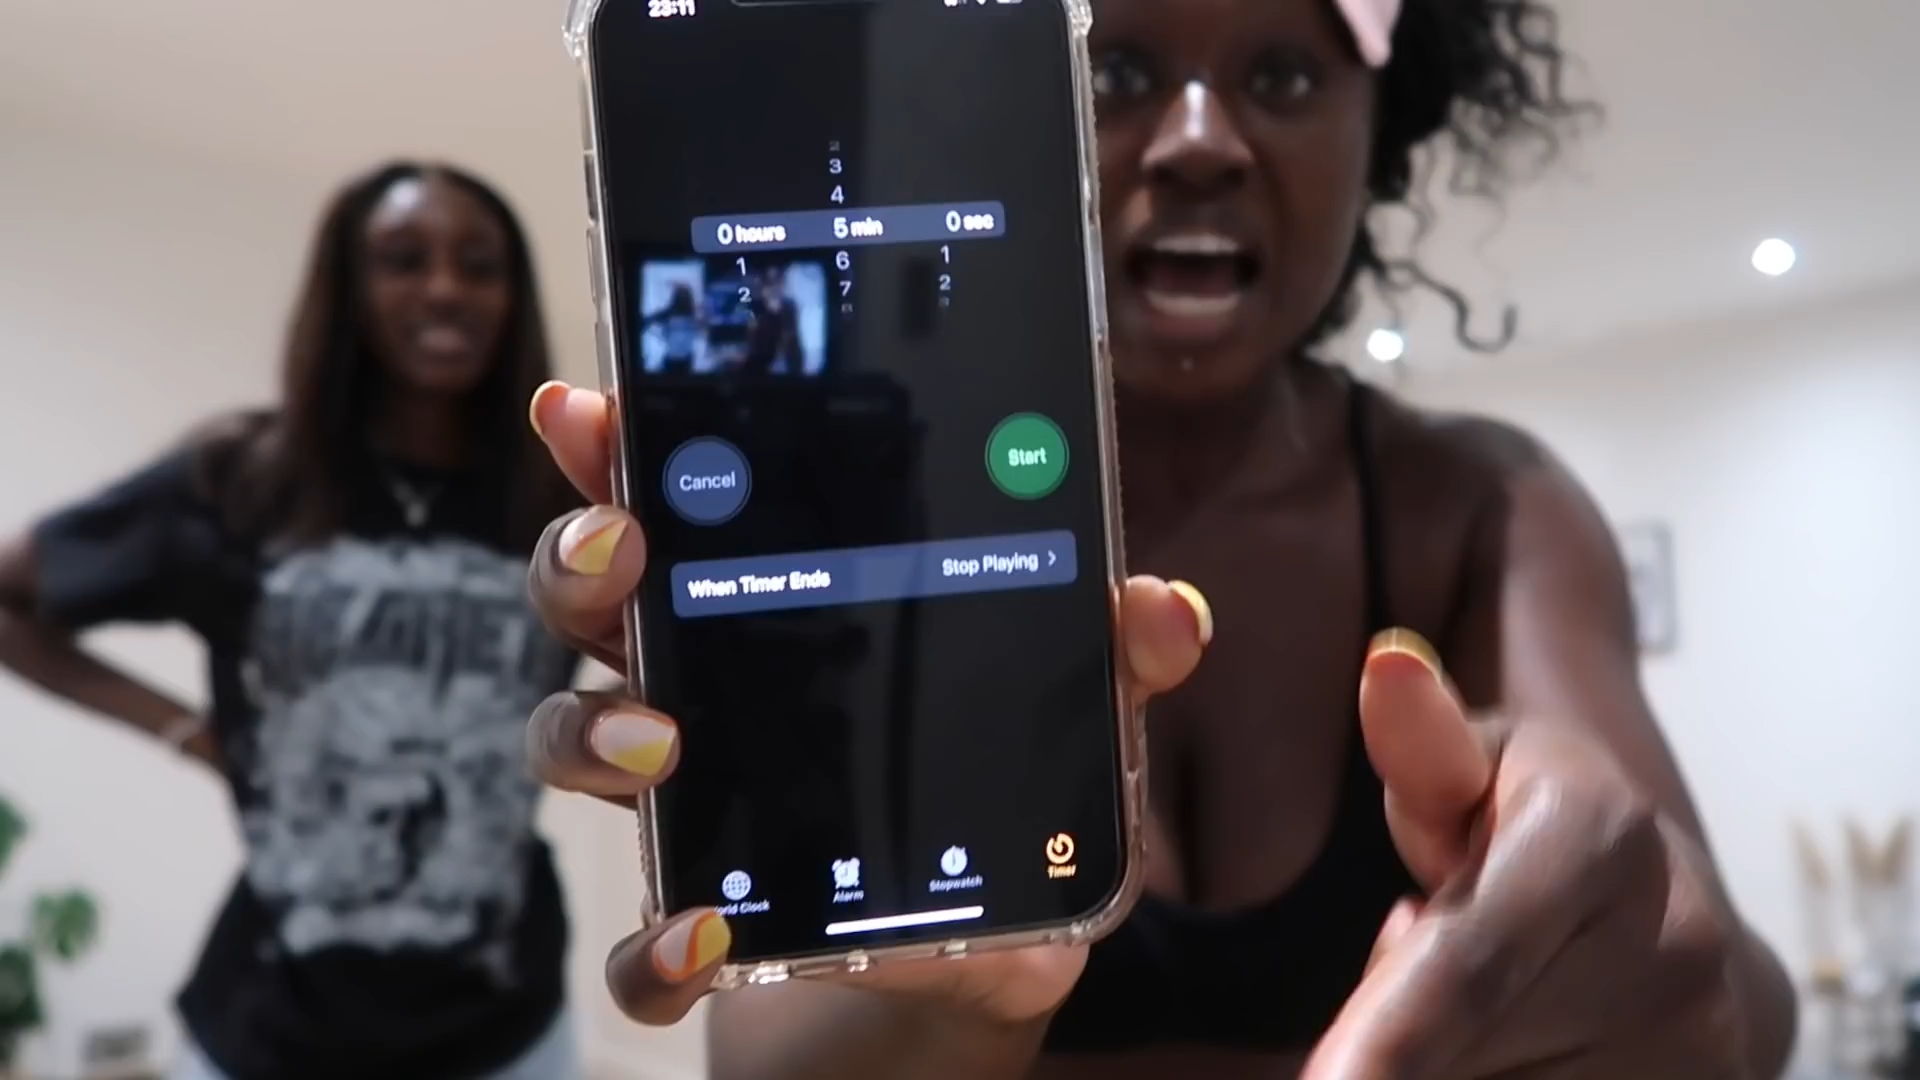 23:11
2
3
4
0 hours 5 min 0 sec
1 6 1
2 7 2
Cancel Start
When Timer Ends Stop Playing
World Clock Alarm Stopwatch Timer